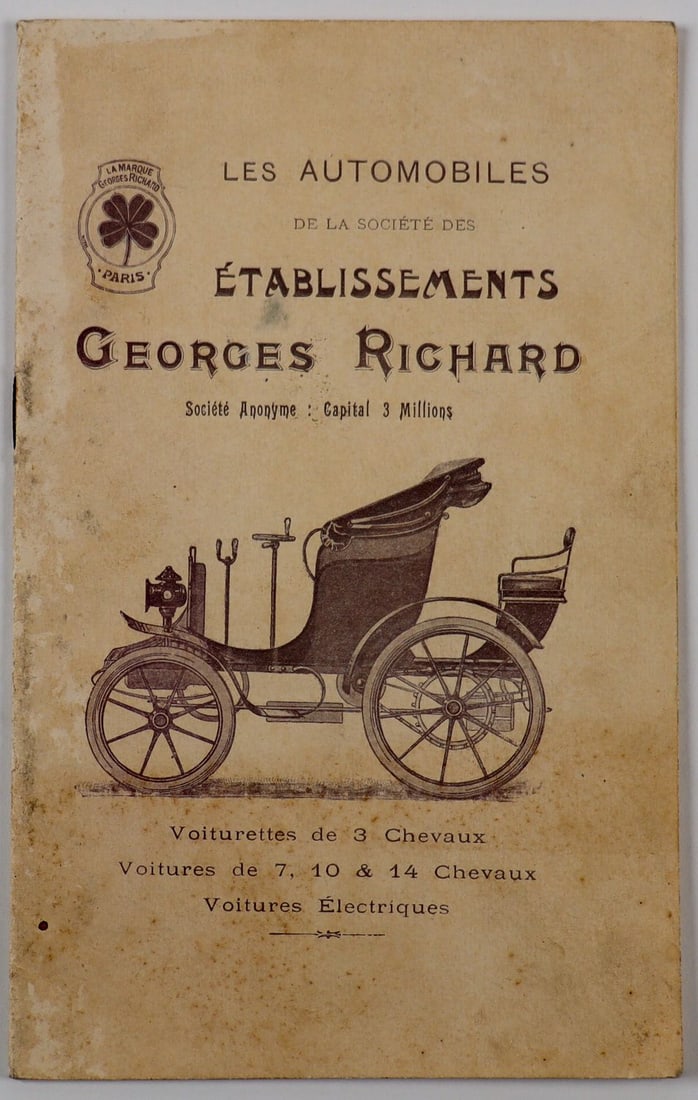 LA MARQUE
GEORGES RICHARD
PARIS
LES AUTOMOBILES
DE LA SOCIÉTÉ DES
ÉTABLISSEMENTS
GEORGES RICHARD
Société Anonyme : Capital 3 Millions
Voiturettes de 3 Chevaux
Voitures de 7, 10 & 14 Chevaux
Voitures Électriques